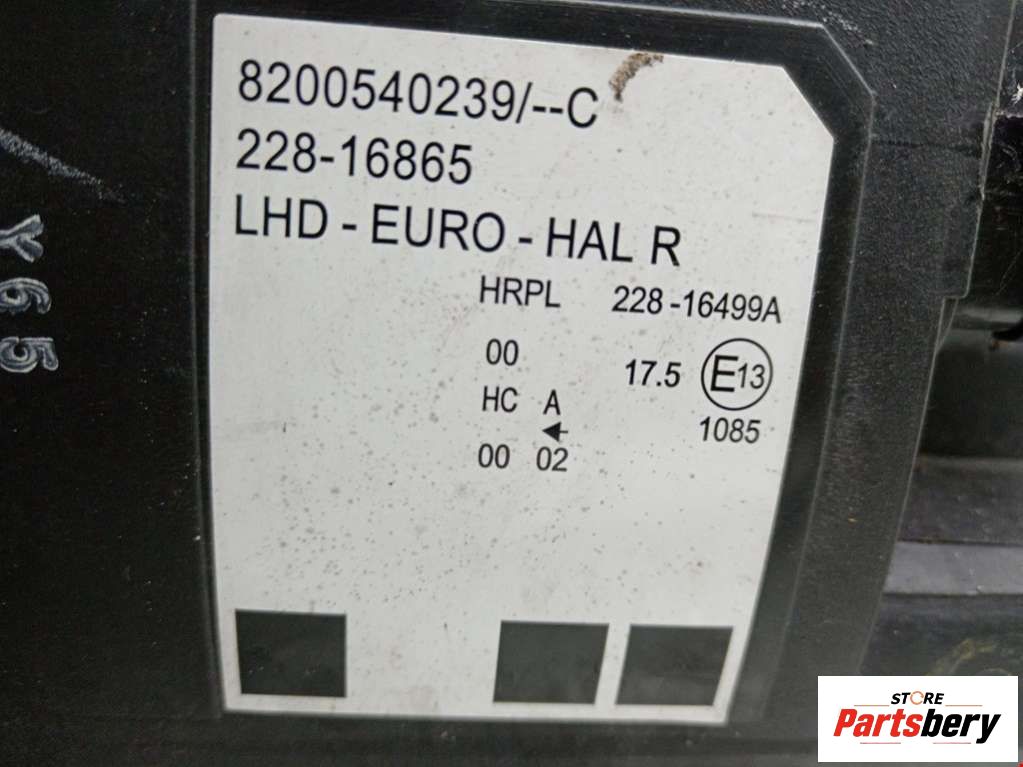 8200540239/--C
228-16865
LHD - EURO - HAL R
HRPL 228-16499A
00 17.5 E13
HC A 1085
00 02
Y665
STORE
Partsbery